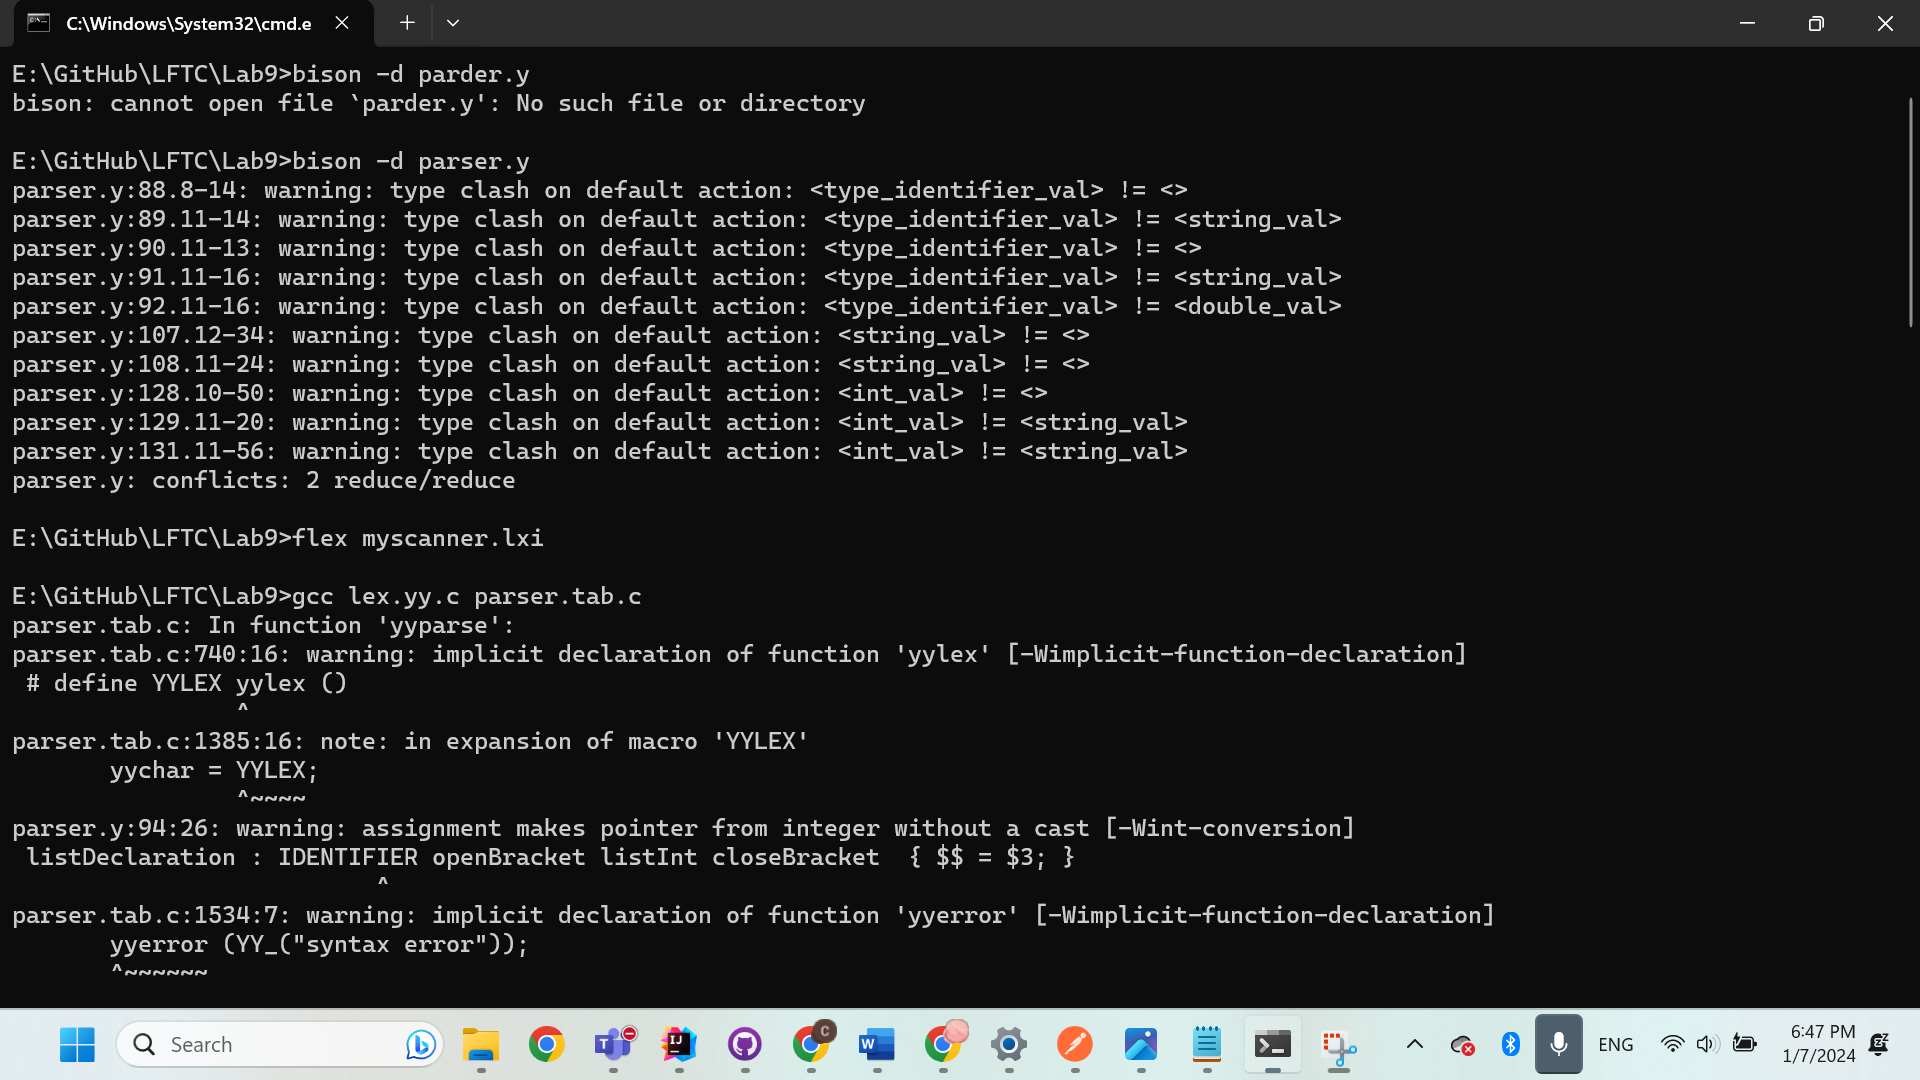 C:\Windows\System32\cmd.e
E:\GitHub\LFTC\Lab9>bison -d parder.y
bison: cannot open file `parder.y': No such file or directory
E:\GitHub\LFTC\Lab9>bison -d parser.y
parser.y:88.8-14: warning: type clash on default action: <type_identifier_val> != <>
parser.y:89.11-14: warning: type clash on default action: <type_identifier_val> != <string_val>
parser.y:90.11-13: warning: type clash on default action: <type_identifier_val> != <>
parser.y:91.11-16: warning: type clash on default action: <type_identifier_val> != <string_val>
parser.y:92.11-16: warning: type clash on default action: <type_identifier_val> != <double_val>
parser.y:107.12-34: warning: type clash on default action: <string_val> != <>
parser.y:108.11-24: warning: type clash on default action: <string_val> != <>
parser.y:128.10-50: warning: type clash on default action: <int_val> != <>
parser.y:129.11-20: warning: type clash on default action: <int_val> != <string_val>
parser.y:131.11-56: warning: type clash on default action: <int_val> != <string_val>
parser.y: conflicts: 2 reduce/reduce
E:\GitHub\LFTC\Lab9>flex myscanner.lxi
E:\GitHub\LFTC\Lab9>gcc lex.yy.c parser.tab.c
parser.tab.c: In function 'yyparse':
parser.tab.c:740:16: warning: implicit declaration of function 'yylex' [-Wimplicit-function-declaration]
 # define YYLEX yylex ()
                ^
parser.tab.c:1385:16: note: in expansion of macro 'YYLEX'
       yychar = YYLEX;
                ^~~~~
parser.y:94:26: warning: assignment makes pointer from integer without a cast [-Wint-conversion]
 listDeclaration : IDENTIFIER openBracket listInt closeBracket  { $$ = $3; }
                          ^
parser.tab.c:1534:7: warning: implicit declaration of function 'yyerror' [-Wimplicit-function-declaration]
       yyerror (YY_("syntax error"));
       ^~~~~~~
Search
ENG
6:47 PM
1/7/2024